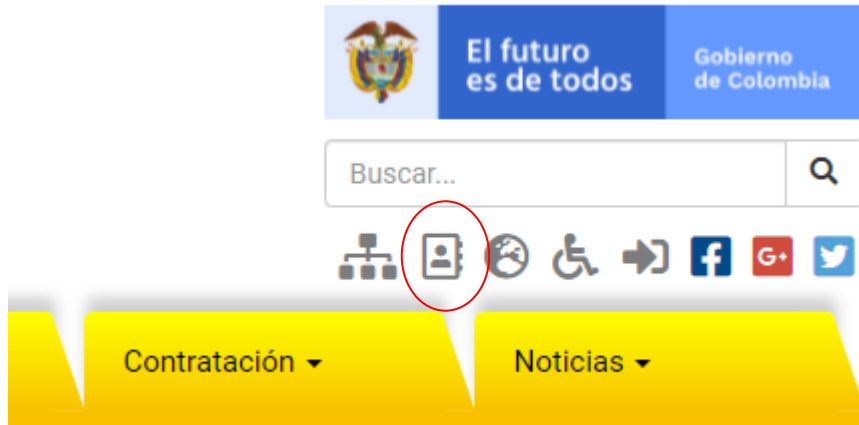 El futuro
es de todos
Gobierno
de Colombia
Buscar...
G+
Contratación
Noticias